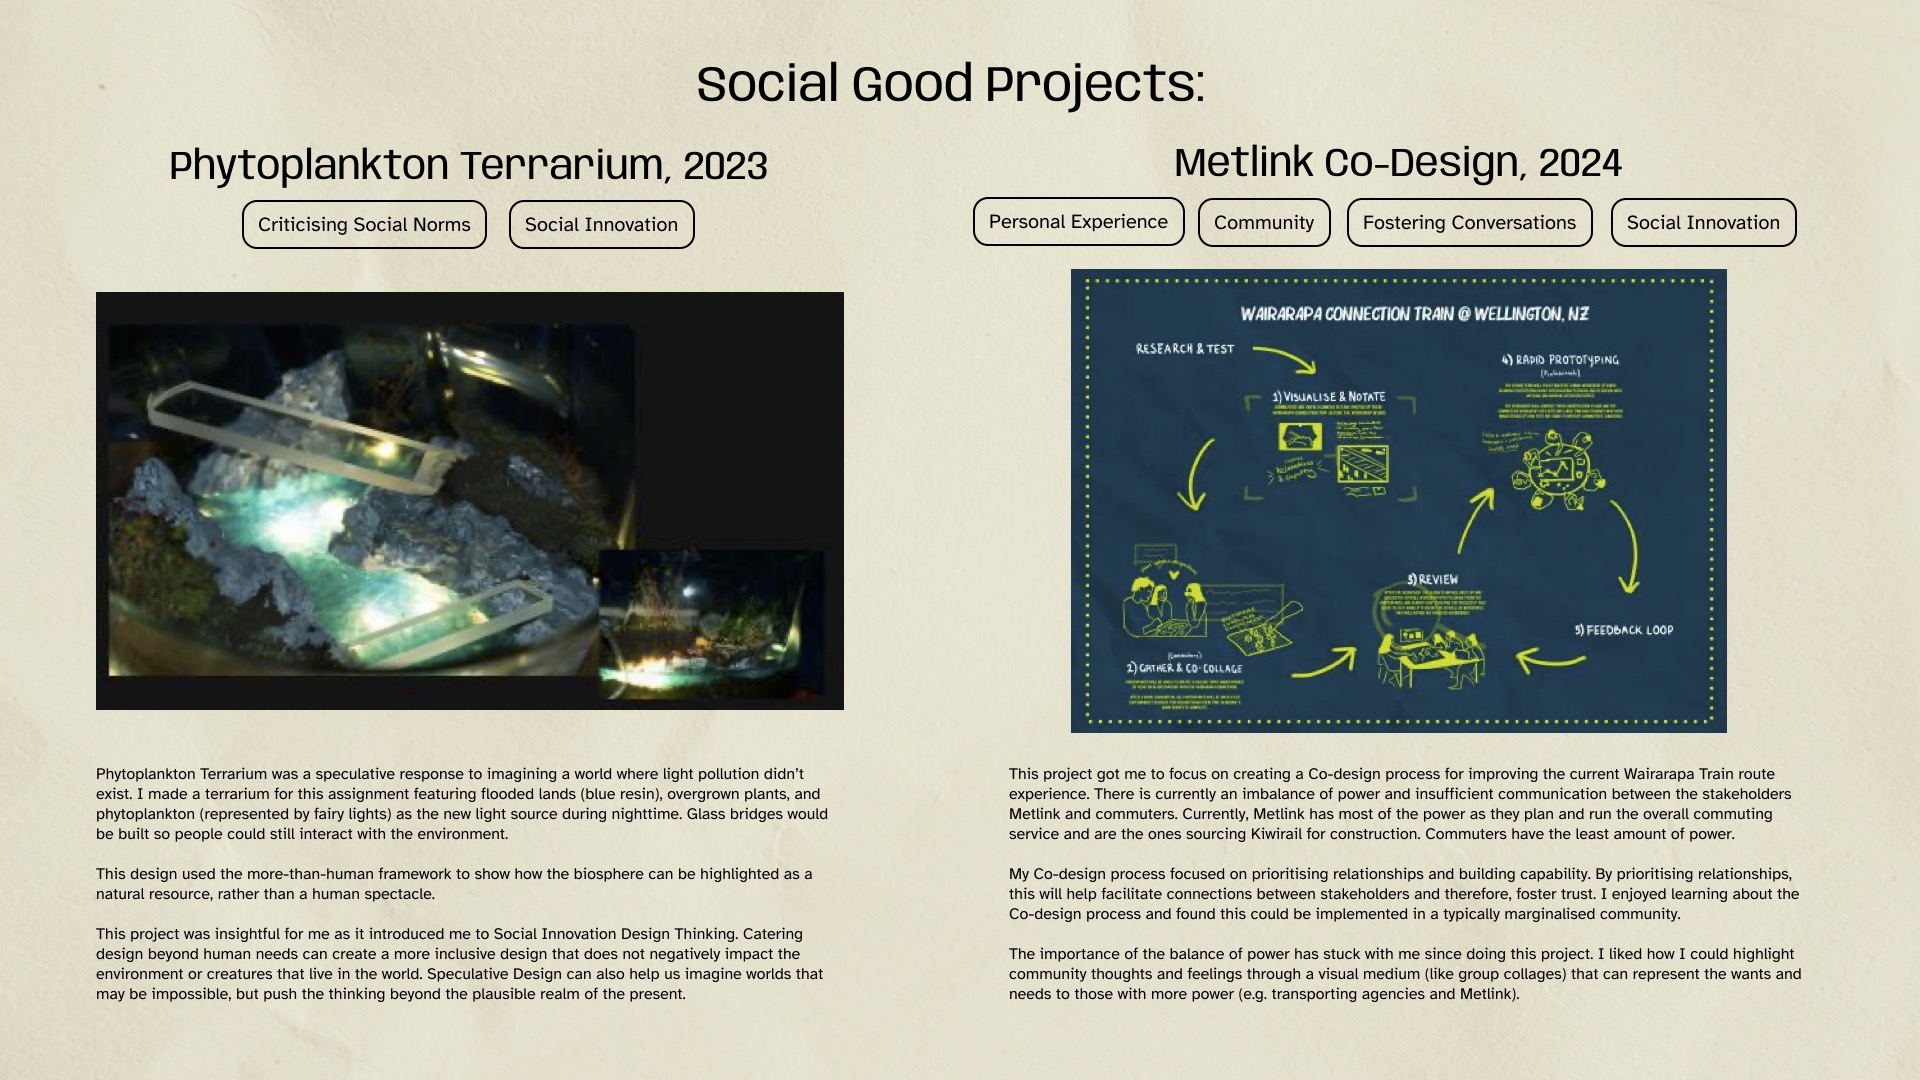 Social Good Projects:
Phytoplankton Terrarium, 2023
Criticising Social Norms
Social Innovation
Phytoplankton Terrarium was a speculative response to imagining a world where light pollution didn’t
exist. I made a terrarium for this assignment featuring flooded lands (blue resin), overgrown plants, and
phytoplankton (represented by fairy lights) as the new light source during nighttime. Glass bridges would
be built so people could still interact with the environment.
This design used the more-than-human framework to show how the biosphere can be highlighted as a
natural resource, rather than a human spectacle.
This project was insightful for me as it introduced me to Social Innovation Design Thinking. Catering
design beyond human needs can create a more inclusive design that does not negatively impact the
environment or creatures that live in the world. Speculative Design can also help us imagine worlds that
may be impossible, but push the thinking beyond the plausible realm of the present.
Metlink Co-Design, 2024
Personal Experience
Community
Fostering Conversations
Social Innovation
WAIRARAPA CONNECTION TRAIN @ WELLINGTON, NZ
RESEARCH & TEST
1) VISUALISE & NOTATE
4) RAPID PROTOTYPING
3) REVIEW
5) FEEDBACK LOOP
2) GATHER & CO-COLLAGE
This project got me to focus on creating a Co-design process for improving the current Wairarapa Train route
experience. There is currently an imbalance of power and insufficient communication between the stakeholders
Metlink and commuters. Currently, Metlink has most of the power as they plan and run the overall commuting
service and are the ones sourcing Kiwirail for construction. Commuters have the least amount of power.
My Co-design process focused on prioritising relationships and building capability. By prioritising relationships,
this will help facilitate connections between stakeholders and therefore, foster trust. I enjoyed learning about the
Co-design process and found this could be implemented in a typically marginalised community.
The importance of the balance of power has stuck with me since doing this project. I liked how I could highlight
community thoughts and feelings through a visual medium (like group collages) that can represent the wants and
needs to those with more power (e.g. transporting agencies and Metlink).